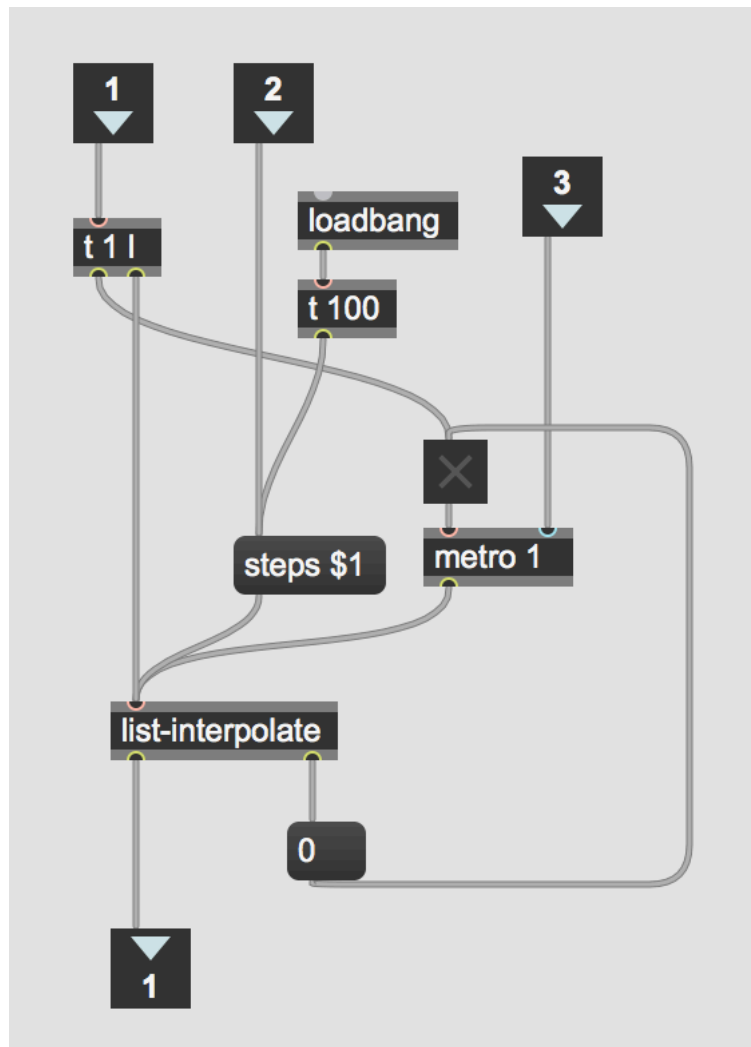 1
2
3
loadbang
t 1 l
t 100
steps $1
metro 1
list-interpolate
0
1